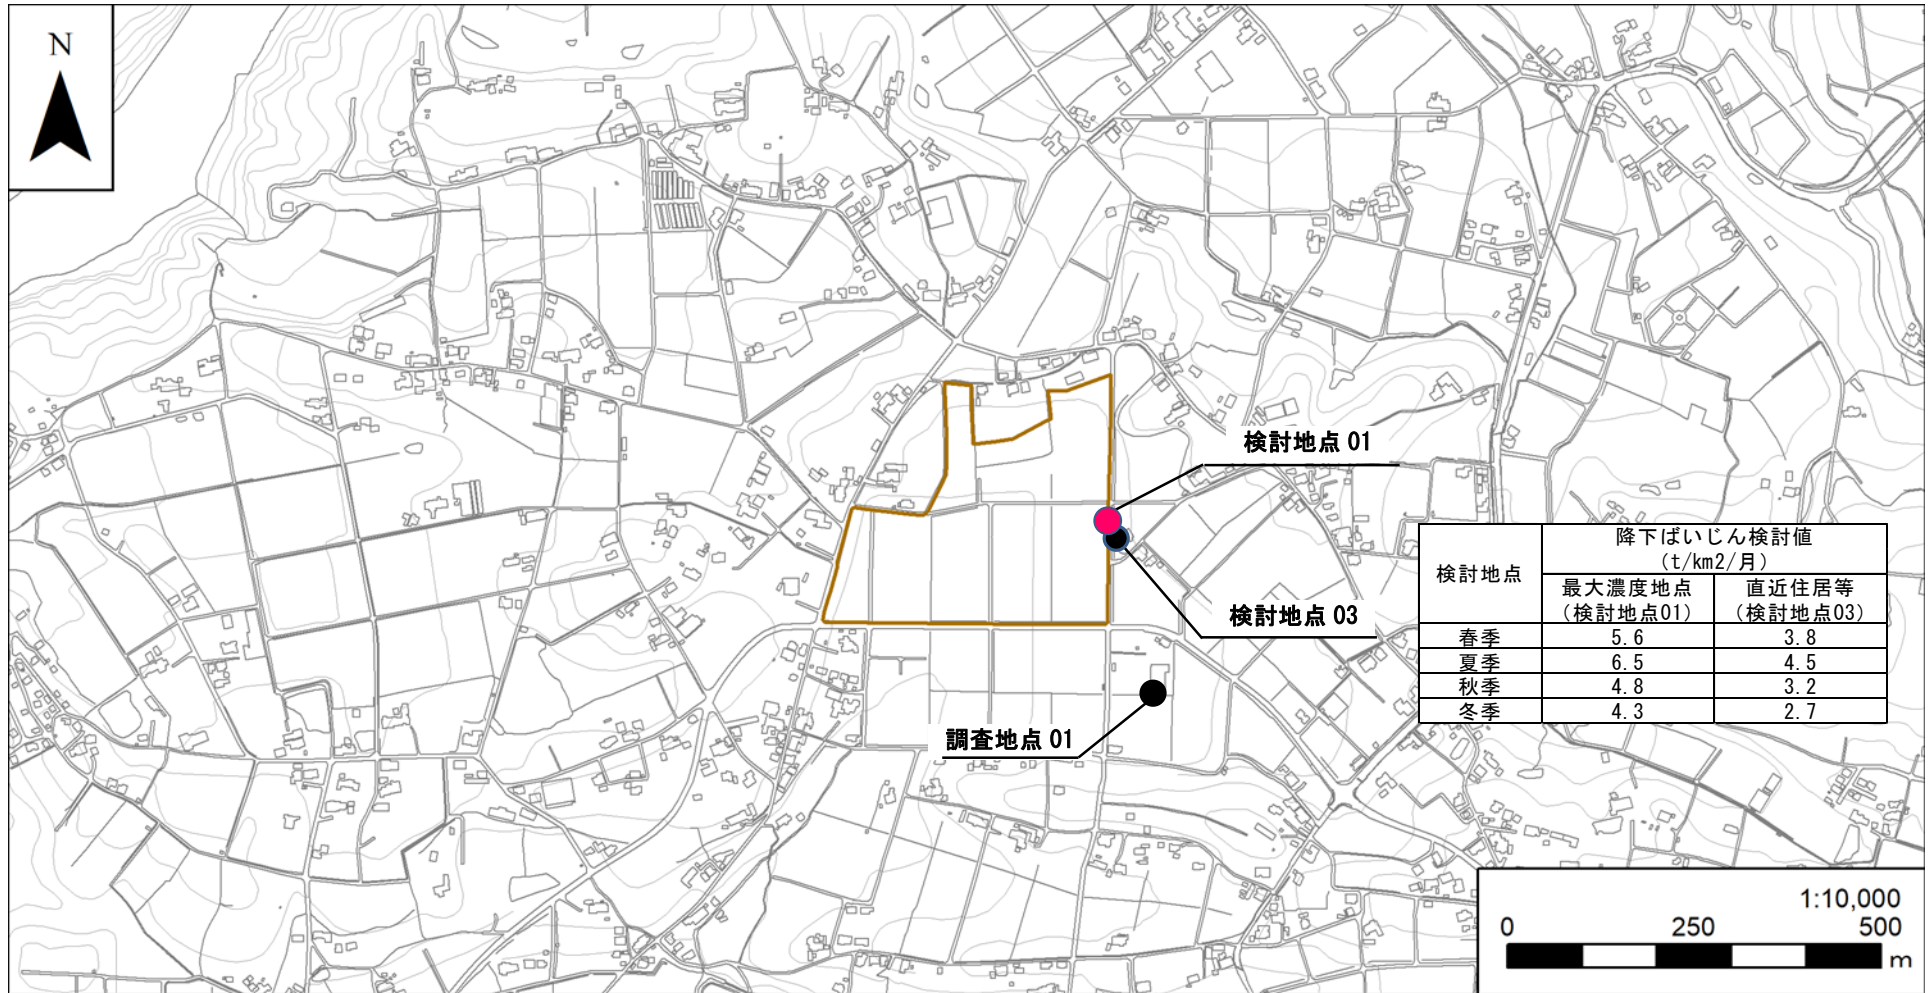 N
検討地点 01
検討地点 03
調査地点 01
検討地点
降下ばいじん検討値
(t/km2/月)
最大濃度地点
(検討地点01)
直近住居等
(検討地点03)
春季 5.6 3.8
夏季 6.5 4.5
秋季 4.8 3.2
冬季 4.3 2.7
1:10,000
0 250 500
m